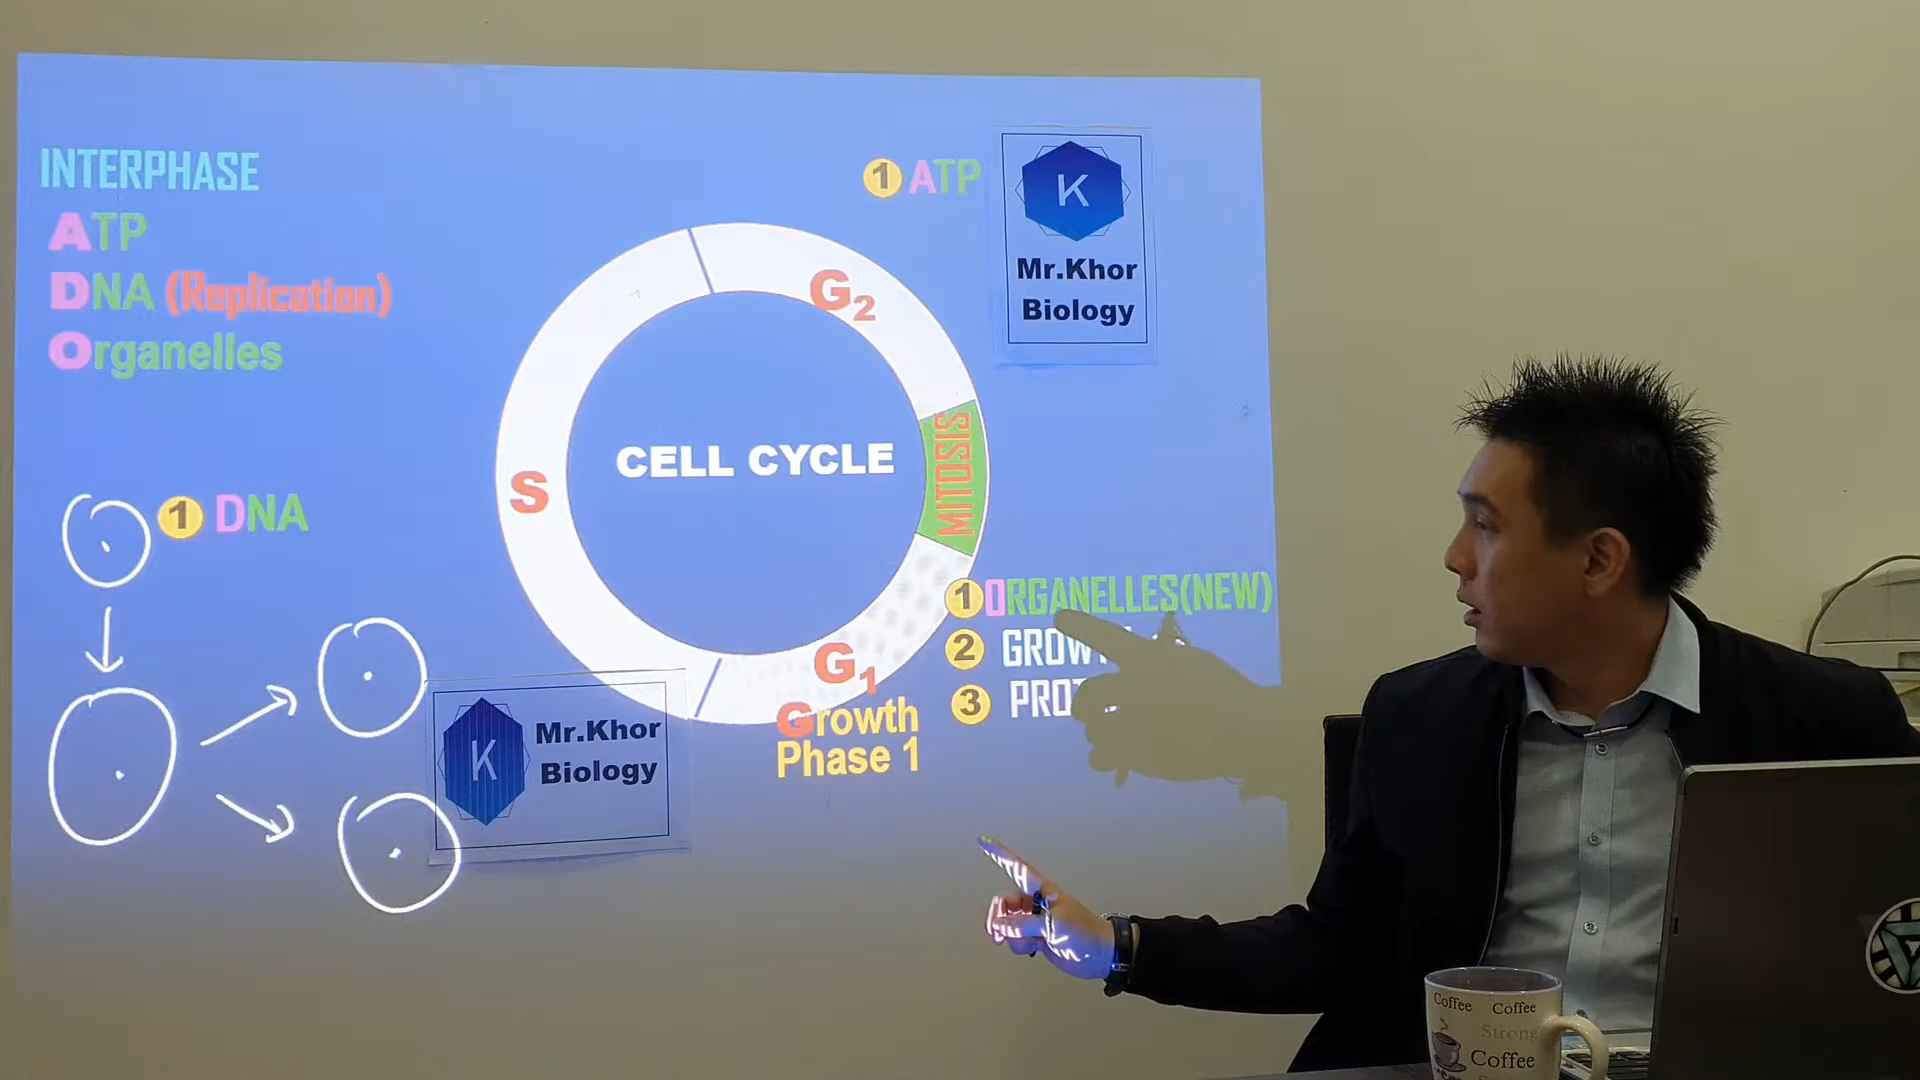 INTERPHASE
ATP
DNA (Replication)
Organelles
1 DNA
1 ATP
K
Mr.Khor
Biology
G2
MITOSIS
CELL CYCLE
S
G1
Growth
Phase 1
1 ORGANELLES(NEW)
2
3
K
Mr.Khor
Biology
Coffee Coffee
Strong
Coffee